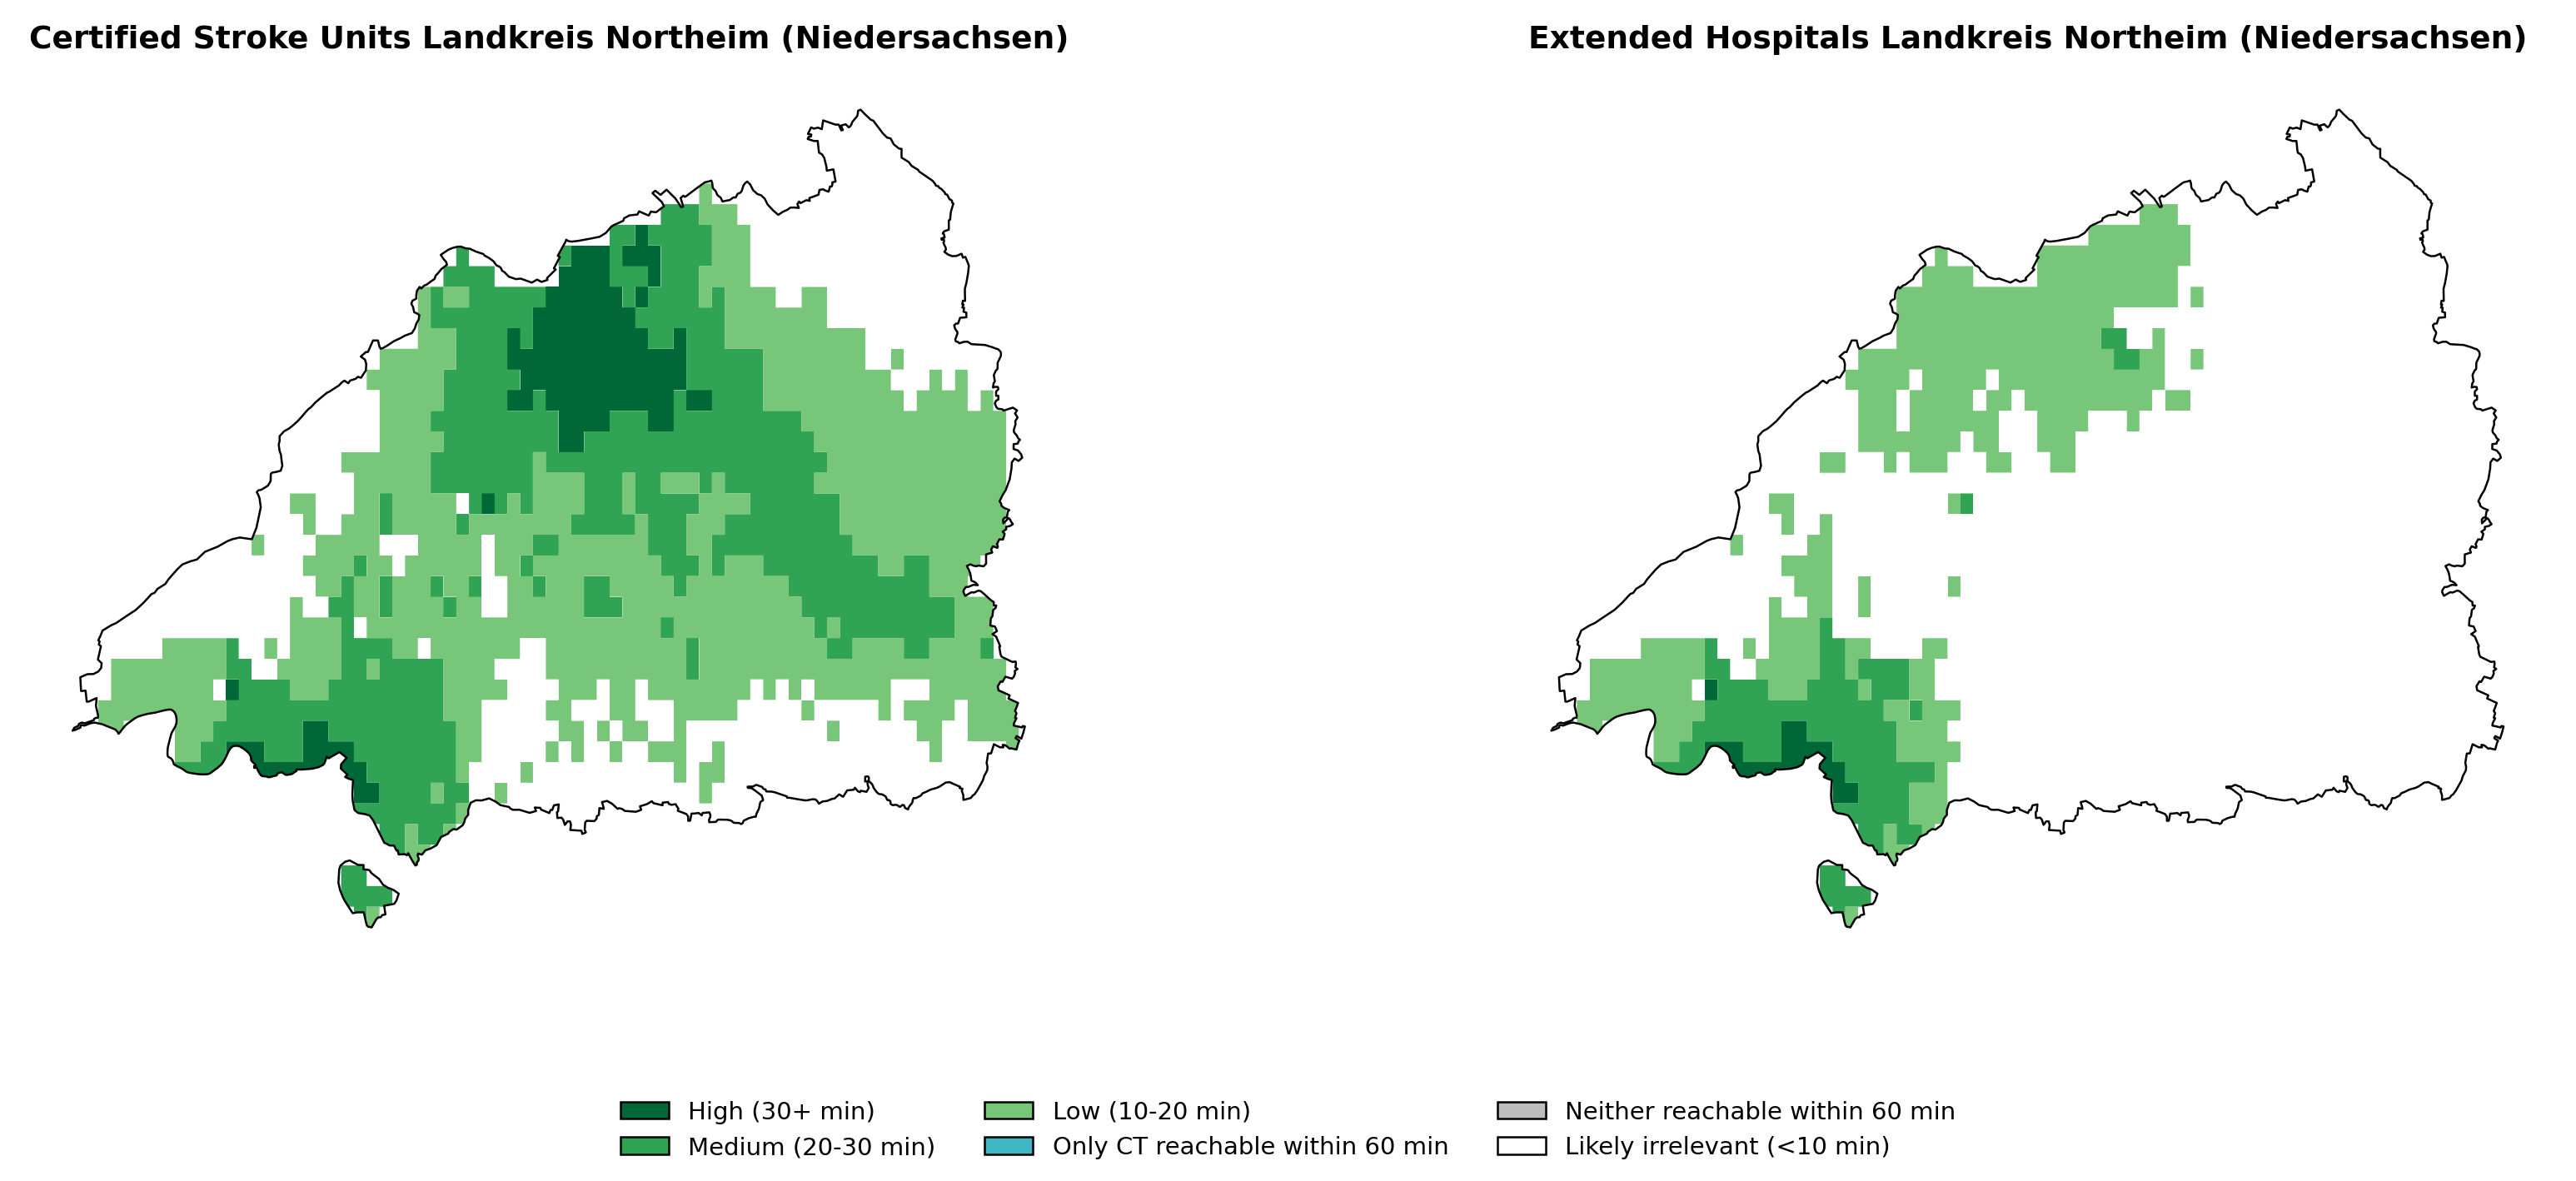 Certified Stroke Units Landkreis Northeim (Niedersachsen)
Extended Hospitals Landkreis Northeim (Niedersachsen)
High (30+ min)
Medium (20-30 min)
Low (10-20 min)
Only CT reachable within 60 min
Neither reachable within 60 min
Likely irrelevant (<10 min)